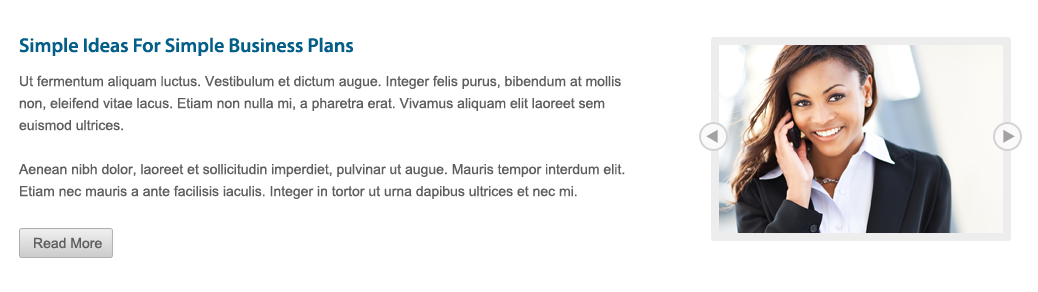 Simple Ideas For Simple Business Plans
Ut fermentum aliquam luctus. Vestibulum et dictum augue. Integer felis purus, bibendum at mollis
non, eleifend vitae lacus. Etiam non nulla mi, a pharetra erat. Vivamus aliquam elit laoreet sem
euismod ultrices.
Aenean nibh dolor, laoreet et sollicitudin imperdiet, pulvinar ut augue. Mauris tempor interdum elit.
Etiam nec mauris a ante facilisis iaculis. Integer in tortor ut urna dapibus ultrices et nec mi.
Read More